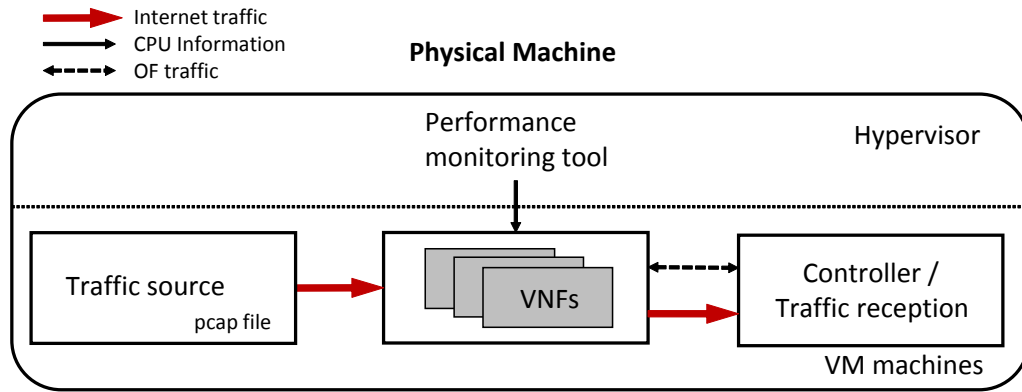 Internet traffic
CPU Information
OF traffic
Physical Machine
Performance
monitoring tool
Hypervisor
Traffic source
pcap file
VNFs
Controller /
Traffic reception
VM machines